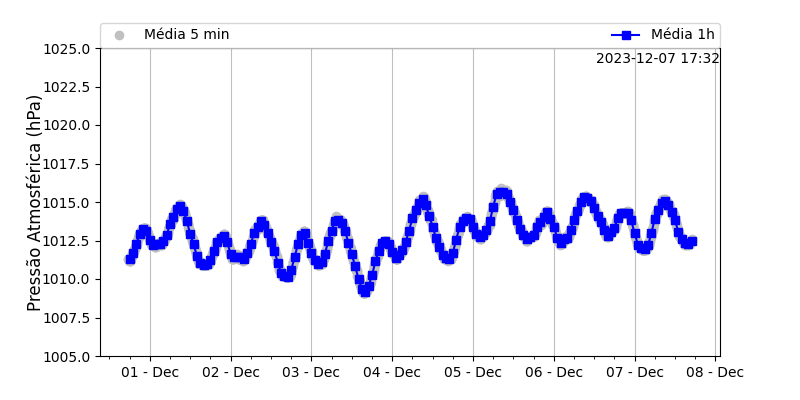 Média 5 min
Média 1h
2023-12-07 17:32
Pressão Atmosférica (hPa)
1025.0
1022.5
1020.0
1017.5
1015.0
1012.5
1010.0
1007.5
1005.0
01 - Dec
02 - Dec
03 - Dec
04 - Dec
05 - Dec
06 - Dec
07 - Dec
08 - Dec